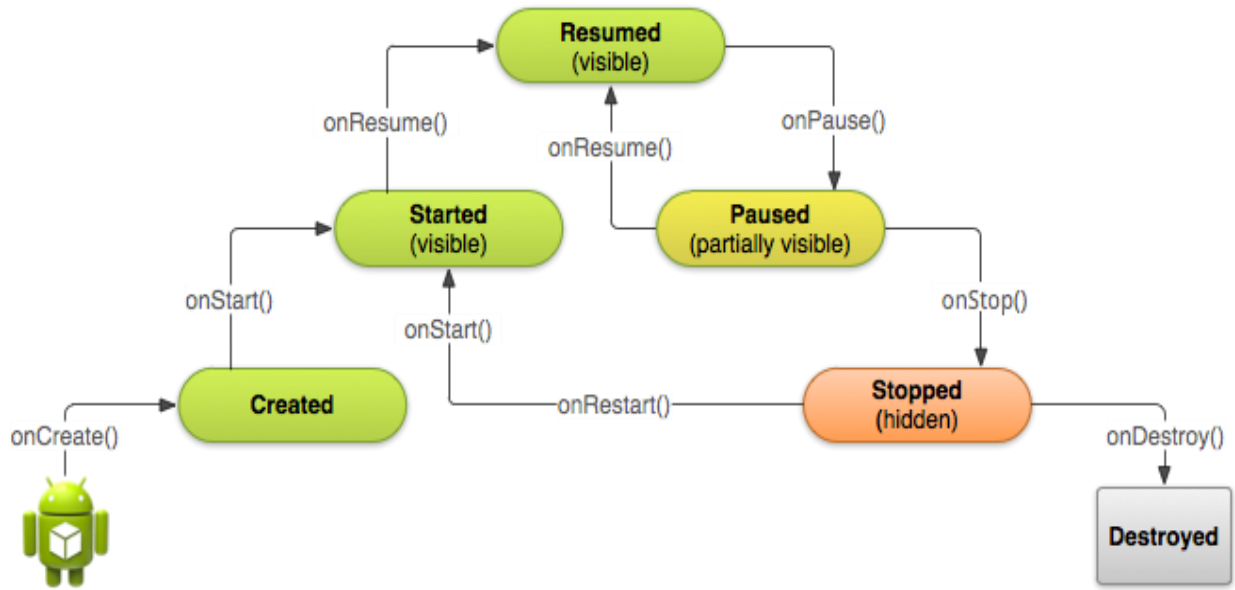 Resumed
(visible)
onResume()
onPause()
onResume()
Started
(visible)
Paused
(partially visible)
onStart()
onStop()
onStart()
Created
onRestart()
Stopped
(hidden)
onCreate()
onDestroy()
Destroyed